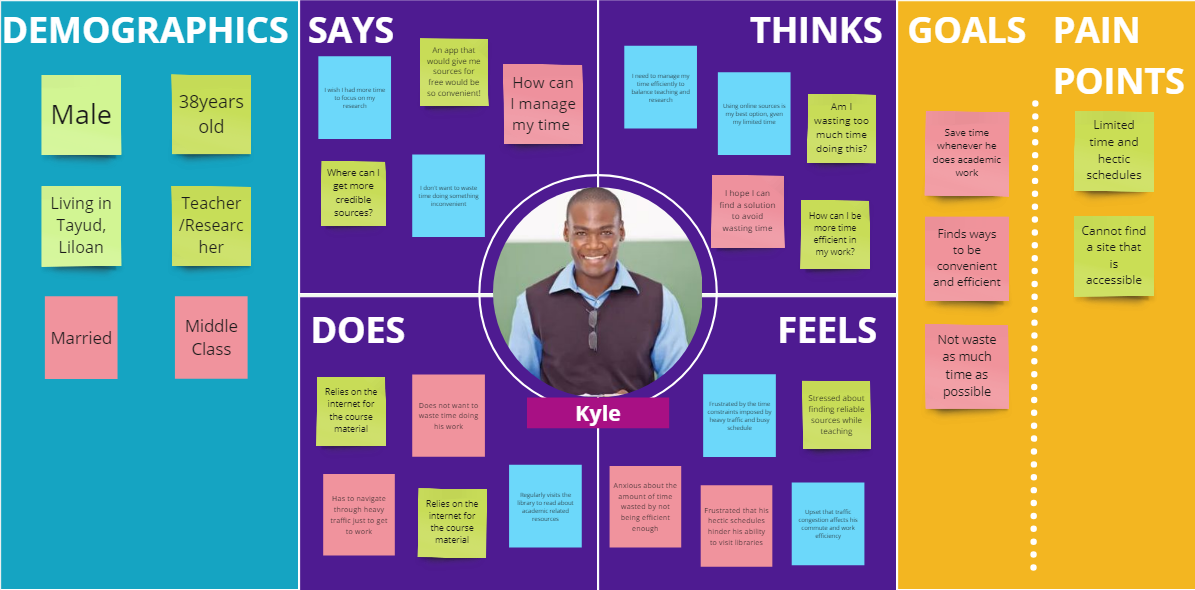 DEMOGRAPHICS
Male
38years
old
Living in
Tayud,
Liloan
Teacher
/Researc
her
Married
Middle
Class
SAYS
I wish I had more time
to focus on my
research
An app that
would give me
sources for
free would be
so convenient!
How can
I manage
my time
Where can I
get more
credible
sources?
I don't want to waste
time doing something
inconvenient
THINKS
I need to manage my
time efficiently to
balance teaching and
research
Using online sources is
my best option, given
my limited time
Am I
wasting too
much time
doing this?
I hope I can
find a solution
to avoid
wasting time
How can I be
more time
efficient in
my work?
Kyle
DOES
Relies on the
internet for
the course
material
Does not want to
waste time doing
his work
Has to navigate
through heavy
traffic just to get
to work
Relies on the
internet for
the course
material
Regularly visits the
library to read about
academic related
resources
FEELS
Frustrated by the time
constraints imposed by
heavy traffic and busy
schedule
Stressed about
finding reliable
sources while
teaching
Anxious about the
amount of time
wasted by not
being efficient
enough
Frustrated that his
hectic schedules
hinder his ability
to visit libraries
Upset that traffic
congestion affects his
commute and work
efficiency
GOALS
Save time
whenever he
does academic
work
Finds ways
to be
convenient
and efficient
Not waste
as much
time as
possible
PAIN
POINTS
Limited
time and
hectic
schedules
Cannot find
a site that
is
accessible